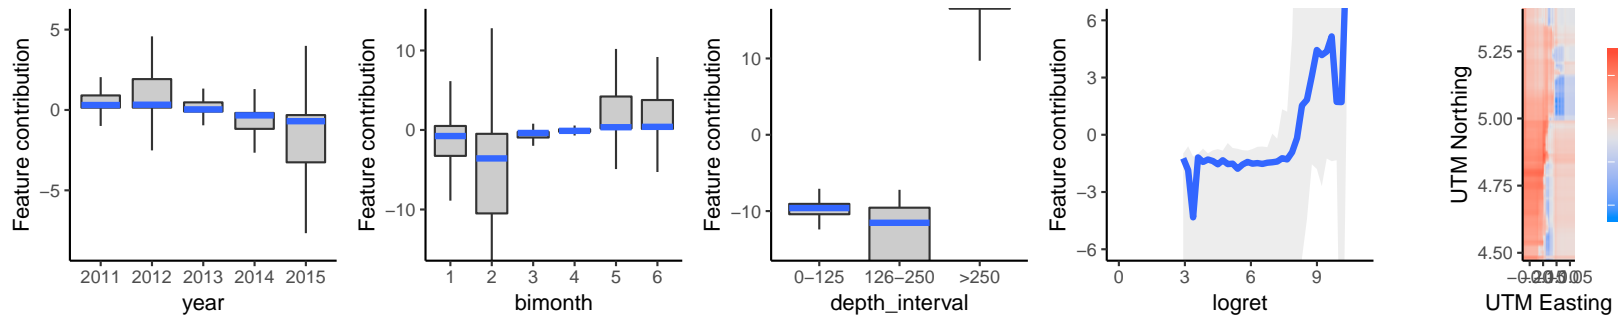 Feature contribution
5
0
−5
2011 2012 2013 2014 2015
year
Feature contribution
10
0
−10
1 2 3 4 5 6
bimonth
Feature contribution
10
0
−10
0−125 126−250 >250
depth_interval
Feature contribution
6
3
0
−3
−6
0 3 6 9
logret
UTM Northing
5.25
5.00
4.75
4.50
UTM Easting